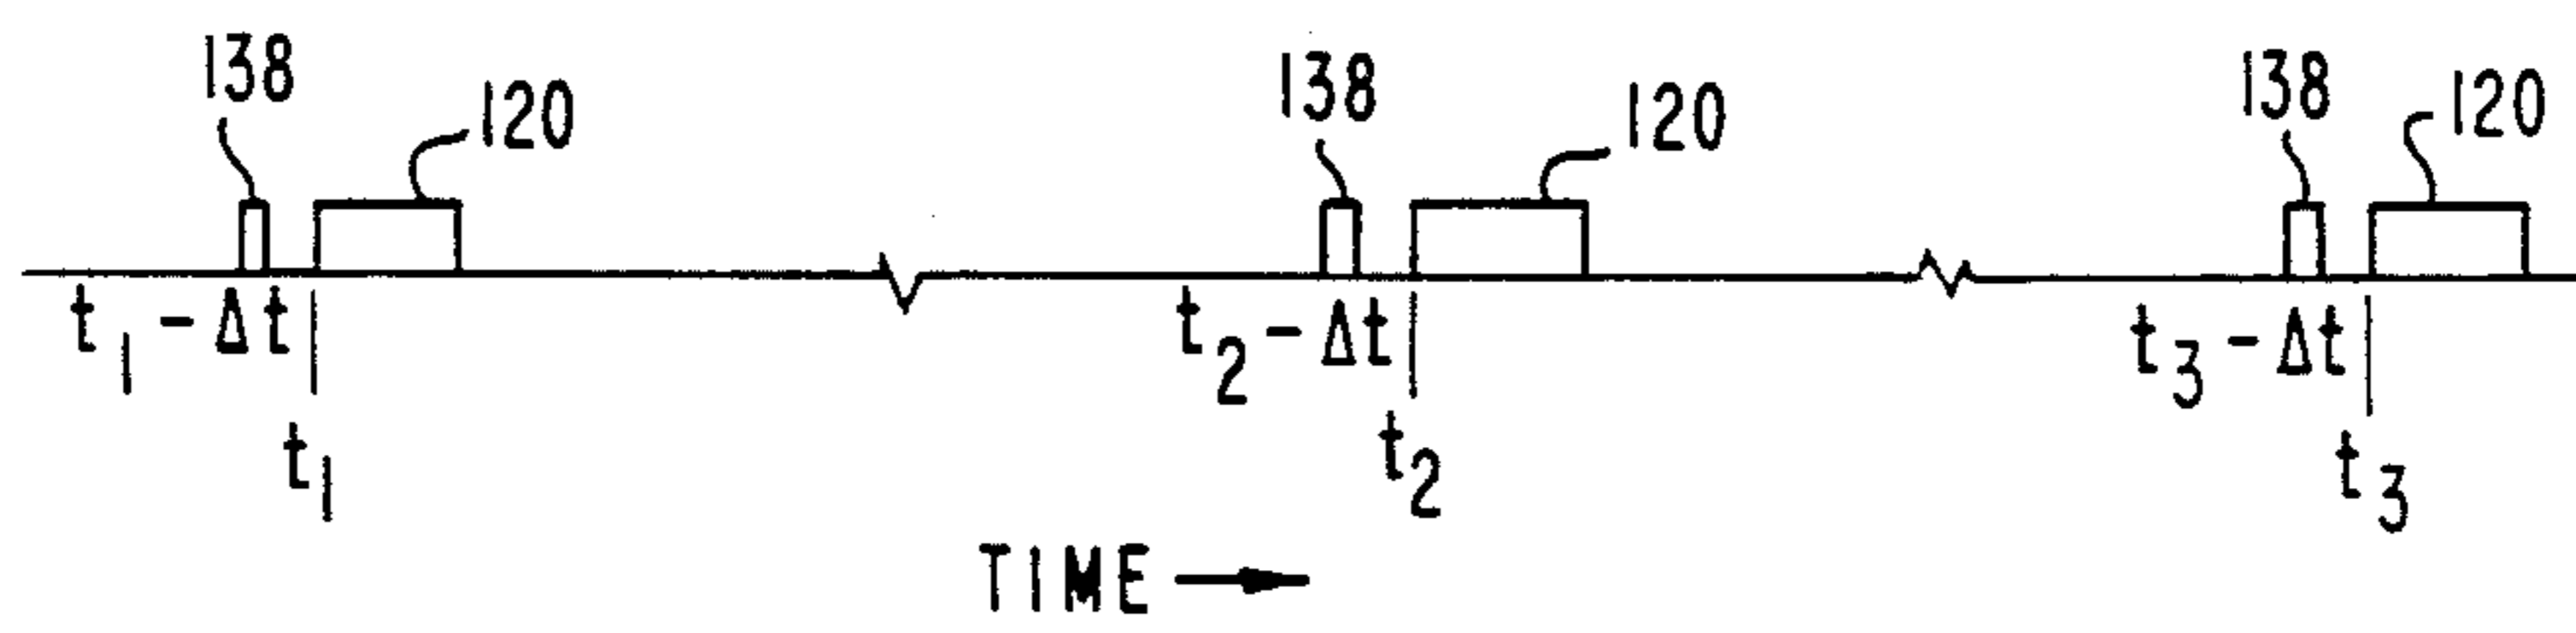 138 120 138 120 138 120
t₁ - Δt t₂ - Δt t₃ - Δt
t₁ t₂ t₃
TIME